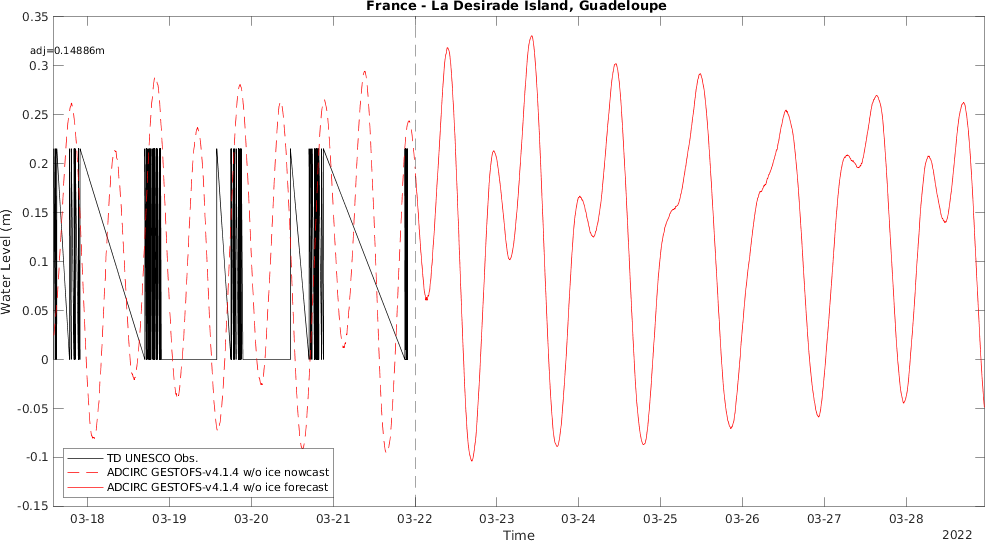 France - La Desirade Island, Guadeloupe
adj=0.14886m
0.35
0.3
0.25
0.2
0.15
0.1
0.05
0
-0.05
-0.1
-0.15
Water Level (m)
TD UNESCO Obs.
ADCIRC GESTOFS-v4.1.4 w/o ice nowcast
ADCIRC GESTOFS-v4.1.4 w/o ice forecast
03-18 03-19 03-20 03-21 03-22 03-23 03-24 03-25 03-26 03-27 03-28
Time
2022